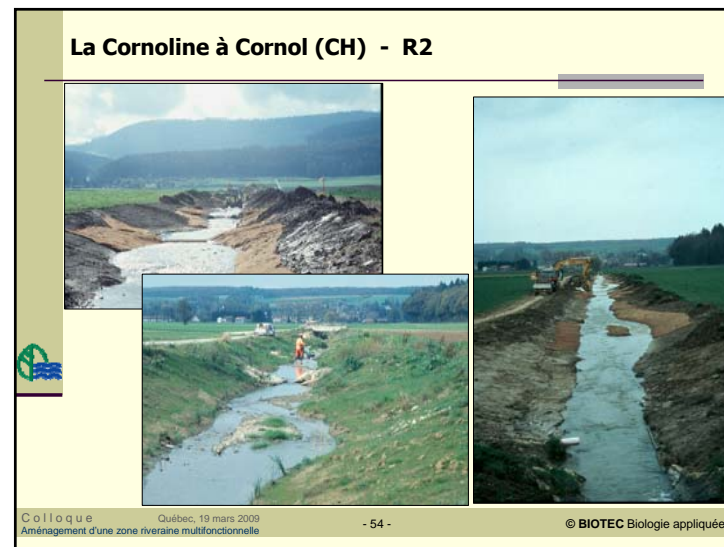 La Cornoline à Cornol (CH) - R2
Colloque Québec, 19 mars 2009
Aménagement d'une zone riveraine multifonctionnelle
- 54 -
© BIOTEC Biologie appliquée